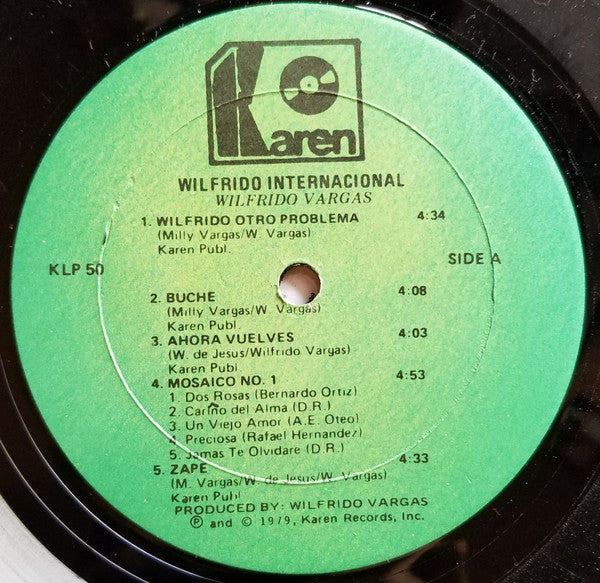 Karen
WILFRIDO INTERNACIONAL
WILFRIDO VARGAS
1. WILFRIDO OTRO PROBLEMA 4:34
(Milly Vargas/W. Vargas)
Karen Publ.
KLP 50
SIDE A
2. BUCHE 4:08
(Milly Vargas/W. Vargas)
Karen Publ.
3. AHORA VUELVES 4:03
(W. de Jesus/Wilfrido Vargas)
Karen Publ.
4. MOSAICO NO. 1 4:53
1. Dos Rosas (Bernardo Ortiz)
2. Cariño del Alma (D.R.)
3. Un Viejo Amor (A.E. Oteo)
4. Preciosa (Rafael Hernandez)
5. Jamas Te Olvidare (D.R.)
5. ZAPE 4:33
(M. Vargas/W. de Jesus/W. Vargas)
Karen Publ.
PRODUCED BY: WILFRIDO VARGAS
℗ and © 1979, Karen Records, Inc.